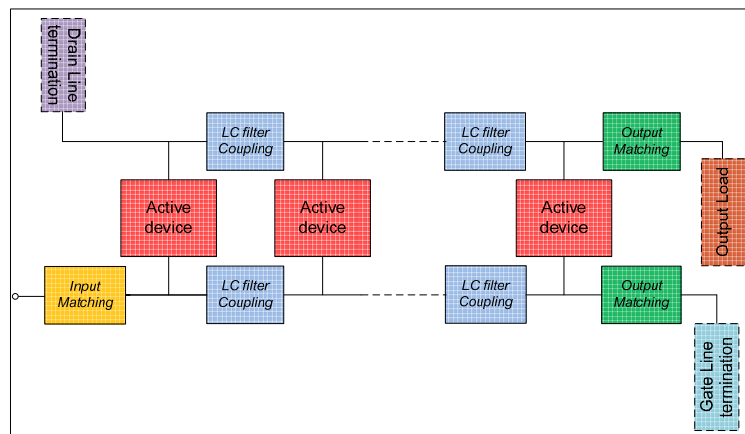 Drain Line
termination
LC filter
Coupling
LC filter
Coupling
Output
Matching
Output Load
Active
device
Active
device
Active
device
Input
Matching
LC filter
Coupling
LC filter
Coupling
Output
Matching
Gate Line
termination